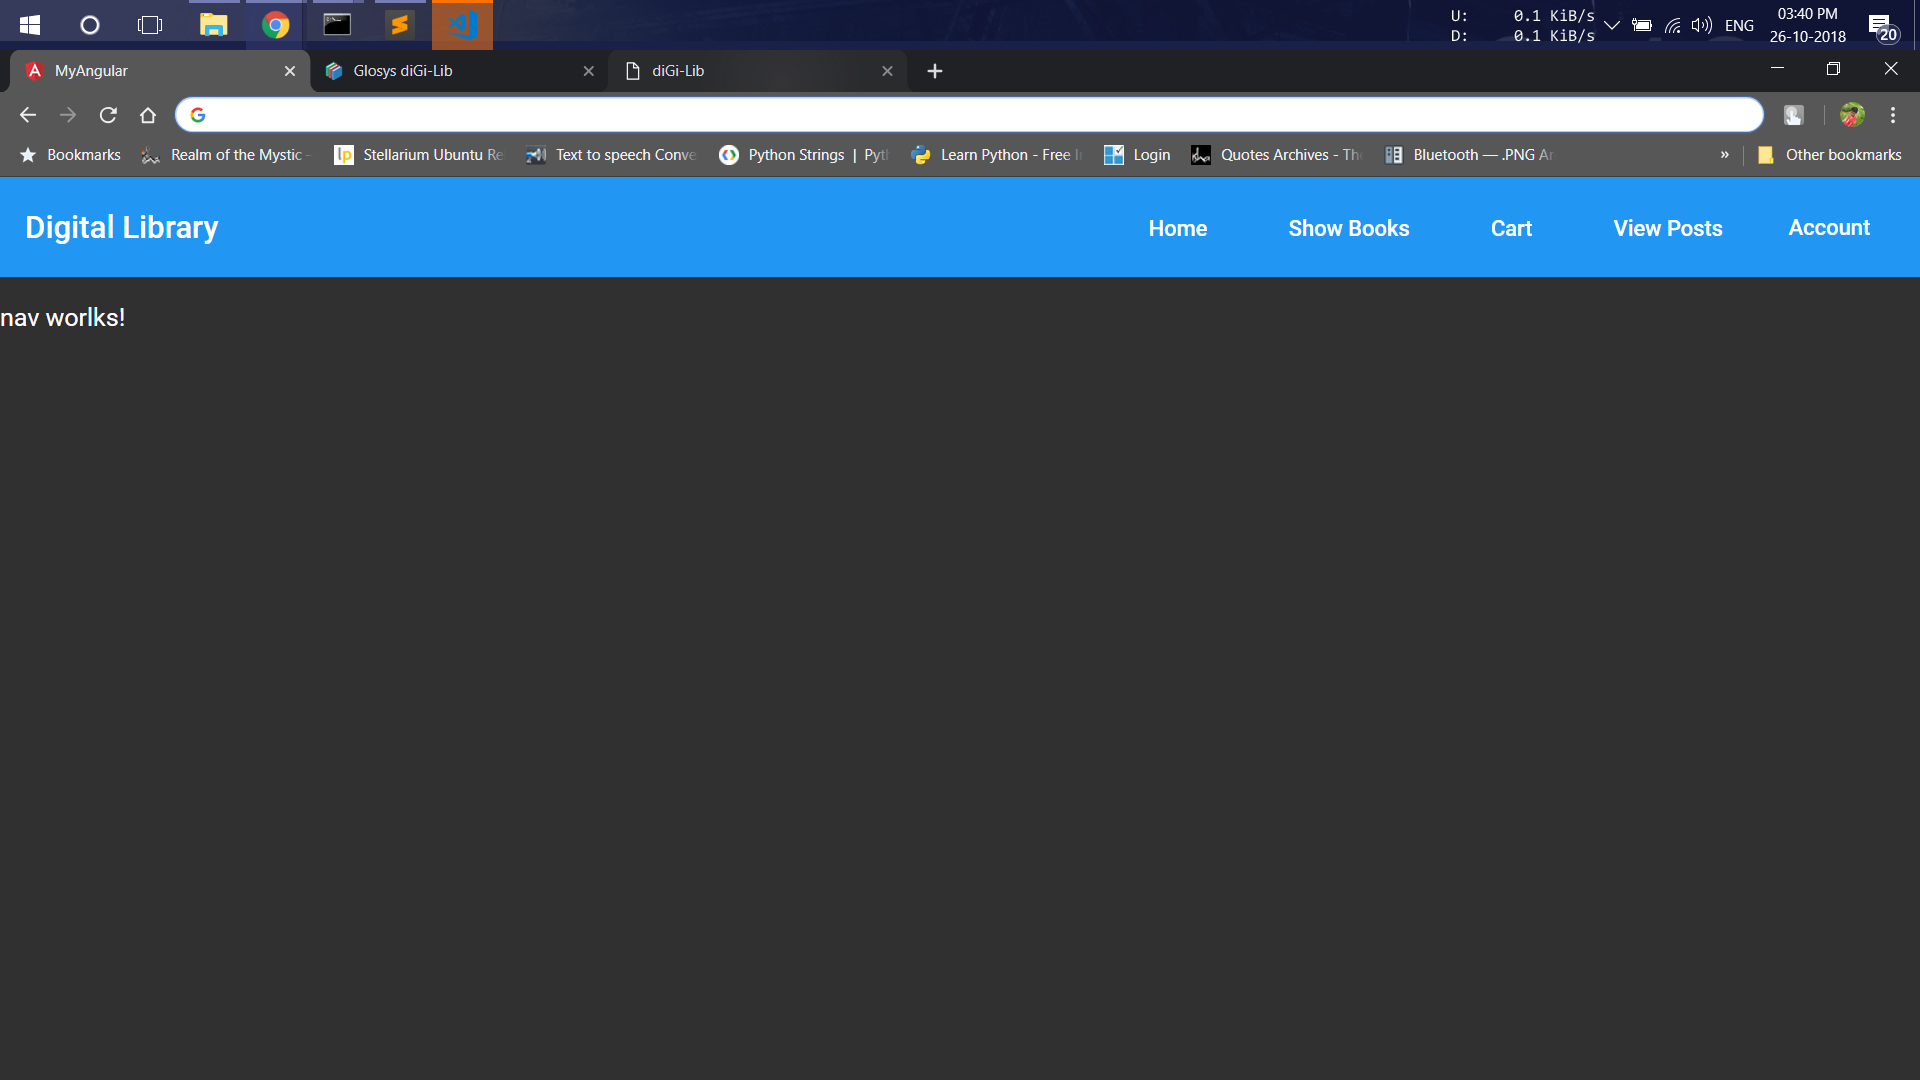 U: 0.1 KiB/s
D: 0.1 KiB/s
ENG
03:40 PM
26-10-2018
20
MyAngular
Glosys diGi-Lib
diGi-Lib
Bookmarks
Realm of the Mystic -
lp Stellarium Ubuntu Re
Text to speech Conve
Python Strings | Pyt
Learn Python - Free I
Login
Quotes Archives - Th
Bluetooth — .PNG Ar
»
Other bookmarks
Digital Library
Home
Show Books
Cart
View Posts
Account
nav worlks!